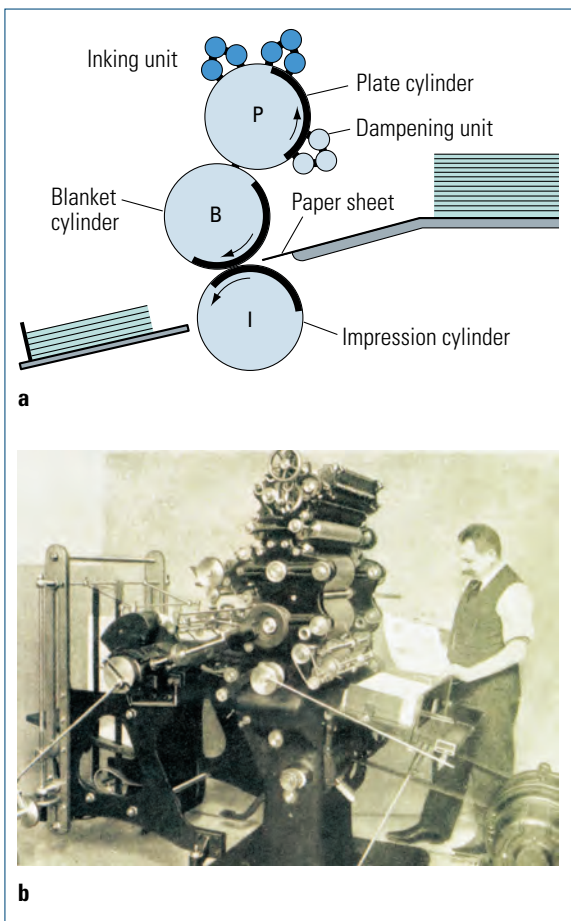 Inking unit
P
Plate cylinder
Dampening unit
Blanket
cylinder
B
Paper sheet
I
Impression cylinder
a
b